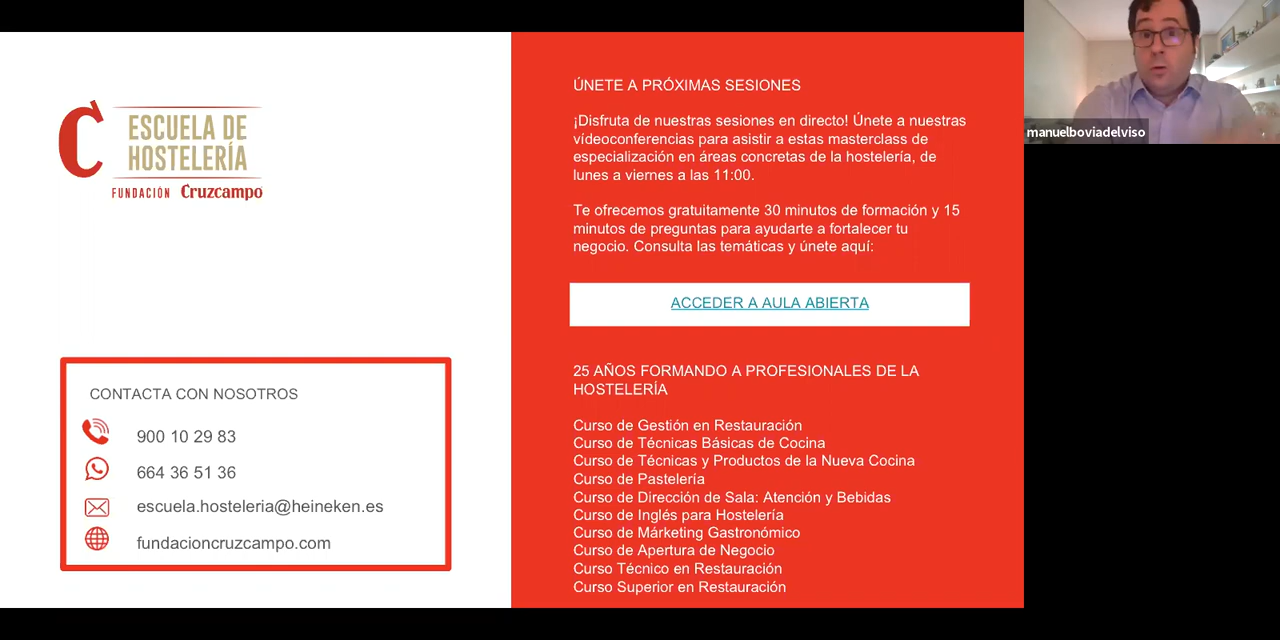 ESCUELA DE
HOSTELERÍA
FUNDACIÓN Cruzcampo
CONTACTA CON NOSOTROS
900 10 29 83
664 36 51 36
escuela.hosteleria@heineken.es
fundacioncruzcampo.com
ÚNETE A PRÓXIMAS SESIONES
¡Disfruta de nuestras sesiones en directo! Únete a nuestras
vídeoconferencias para asistir a estas masterclass de
especialización en áreas concretas de la hostelería, de
lunes a viernes a las 11:00.
Te ofrecemos gratuitamente 30 minutos de formación y 15
minutos de preguntas para ayudarte a fortalecer tu
negocio. Consulta las temáticas y únete aquí:
ACCEDER A AULA ABIERTA
25 AÑOS FORMANDO A PROFESIONALES DE LA
HOSTELERÍA
Curso de Gestión en Restauración
Curso de Técnicas Básicas de Cocina
Curso de Técnicas y Productos de la Nueva Cocina
Curso de Pastelería
Curso de Dirección de Sala: Atención y Bebidas
Curso de Inglés para Hostelería
Curso de Márketing Gastronómico
Curso de Apertura de Negocio
Curso Técnico en Restauración
Curso Superior en Restauración
manuelboviadelviso